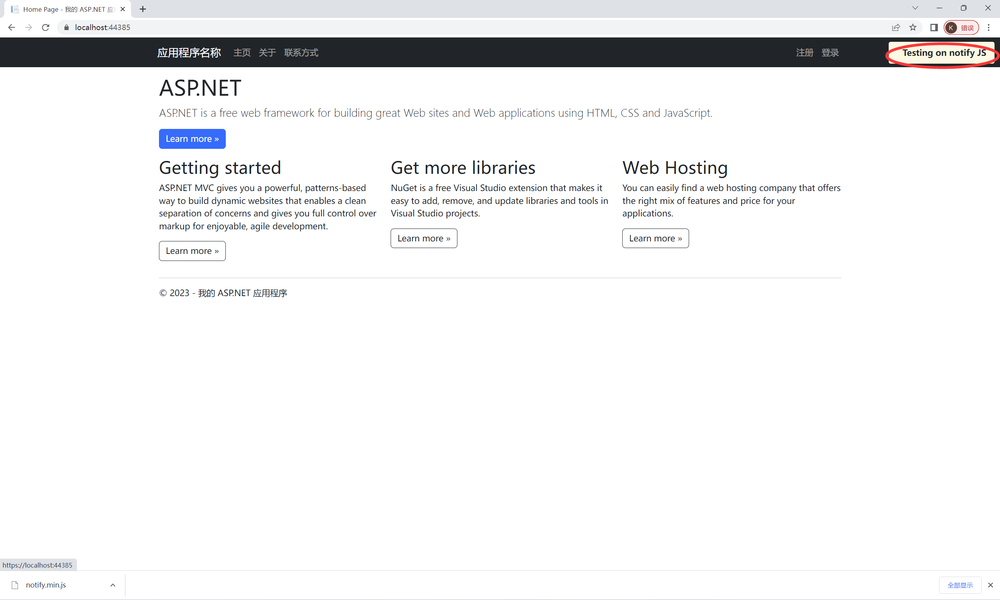 Home Page - 我的 ASP.NET 应
localhost:44385
K 错误
应用程序名称 主页 关于 联系方式 注册 登录 Testing on notify JS
ASP.NET
ASP.NET is a free web framework for building great Web sites and Web applications using HTML, CSS and JavaScript.
Learn more »
Getting started
ASP.NET MVC gives you a powerful, patterns-based
way to build dynamic websites that enables a clean
separation of concerns and gives you full control over
markup for enjoyable, agile development.
Learn more »
Get more libraries
NuGet is a free Visual Studio extension that makes it
easy to add, remove, and update libraries and tools in
Visual Studio projects.
Learn more »
Web Hosting
You can easily find a web hosting company that offers
the right mix of features and price for your
applications.
Learn more »
© 2023 - 我的 ASP.NET 应用程序
https://localhost:44385
notify.min.js
全部显示